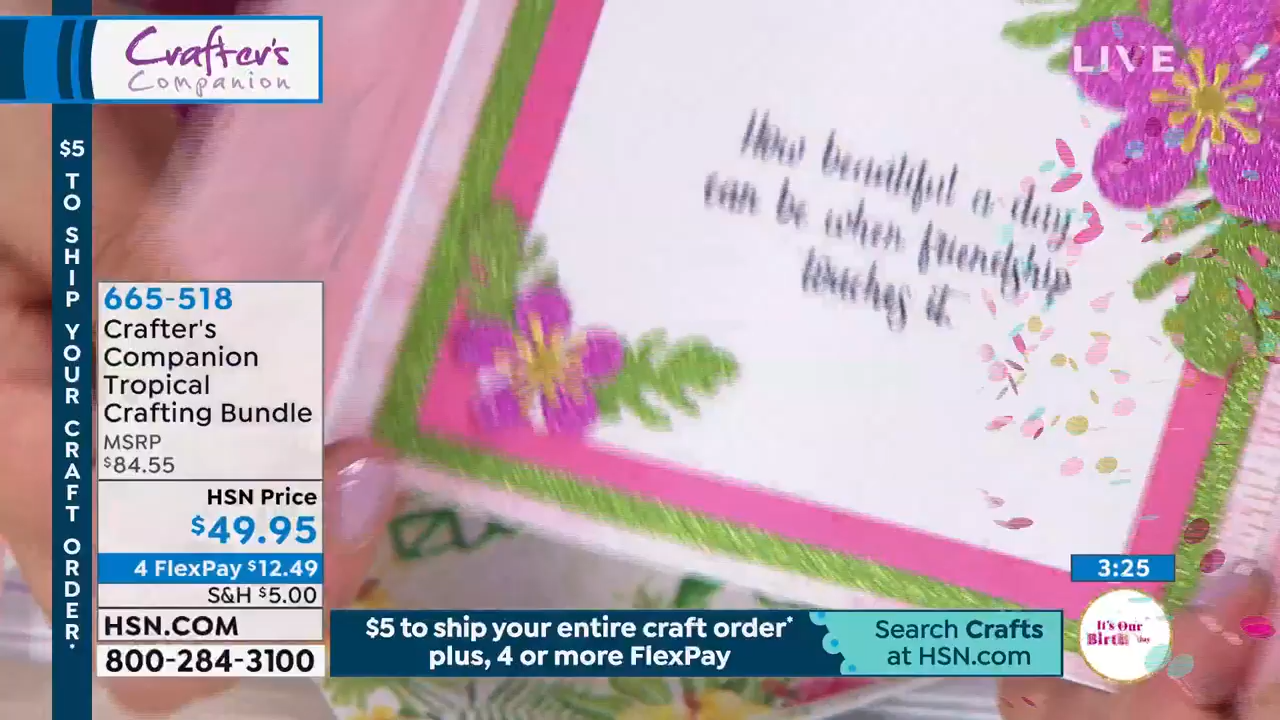 Crafter's
Companion
LIVE
$5 TO SHIP YOUR CRAFT ORDER.*
How beautiful a day
can be when friendship
touches it.
665-518
Crafter's
Companion
Tropical
Crafting Bundle
MSRP
$84.55
HSN Price
$49.95
4 FlexPay $12.49
S&H $5.00
HSN.COM
800-284-3100
3:25
$5 to ship your entire craft order*
plus, 4 or more FlexPay
Search Crafts
at HSN.com
It's Our
Birthday